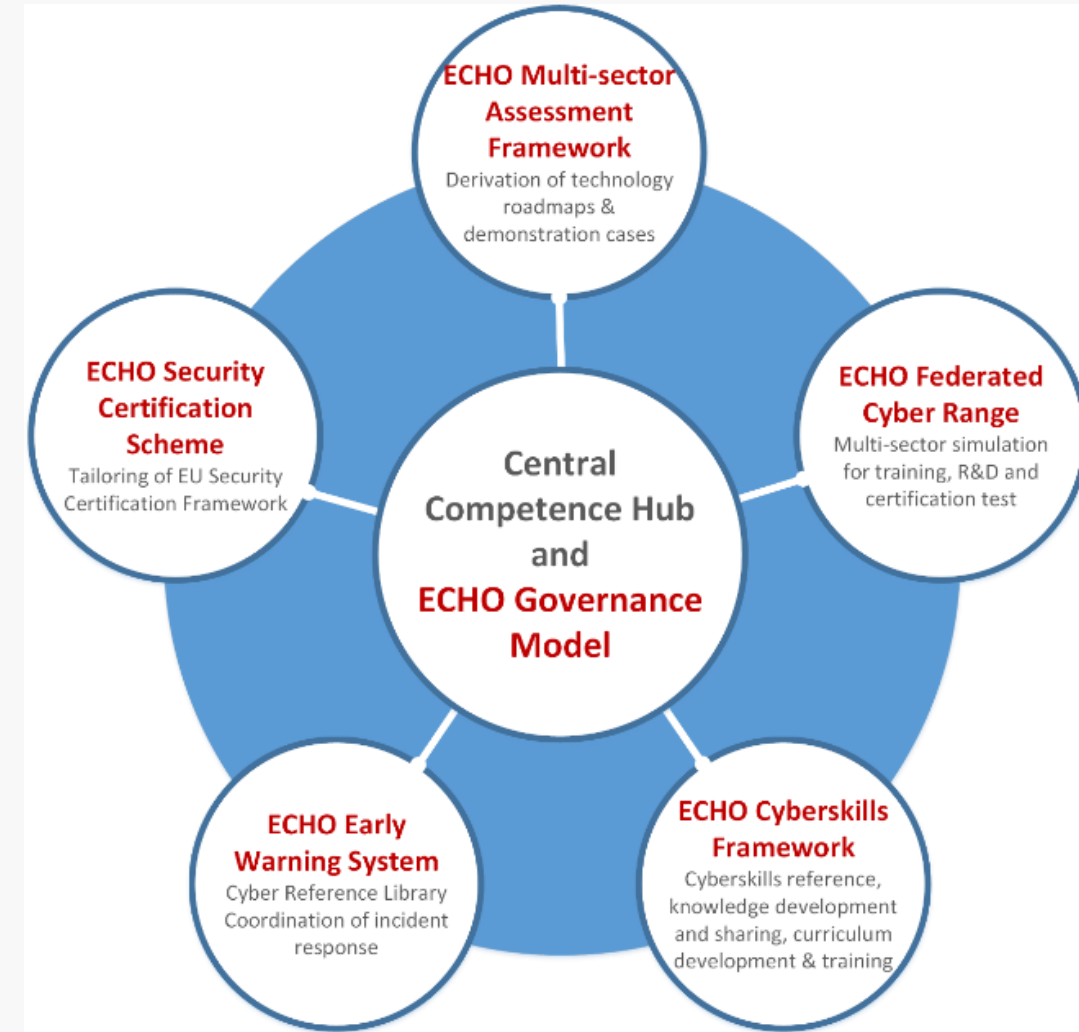 ECHO Multi-sector
Assessment
Framework
Derivation of technology
roadmaps &
demonstration cases
ECHO Security
Certification
Scheme
Tailoring of EU Security
Certification Framework
ECHO Federated
Cyber Range
Multi-sector simulation
for training, R&D and
certification test
Central
Competence Hub
and
ECHO Governance
Model
ECHO Early
Warning System
Cyber Reference Library
Coordination of incident
response
ECHO Cyberskills
Framework
Cyberskills reference,
knowledge development
and sharing, curriculum
development & training